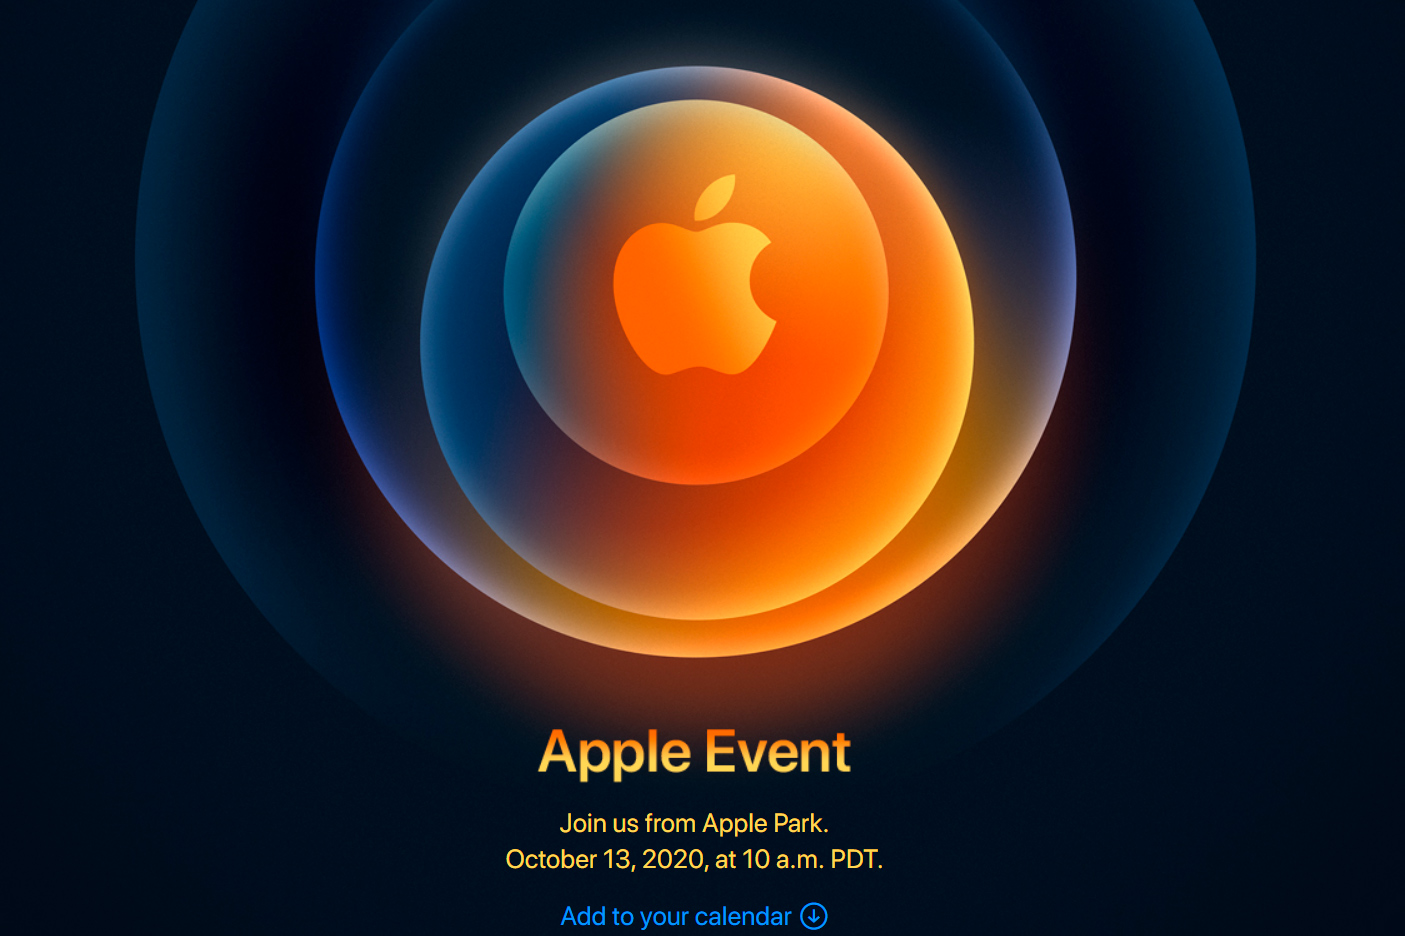 Apple Event
Join us from Apple Park.
October 13, 2020, at 10 a.m. PDT.
Add to your calendar